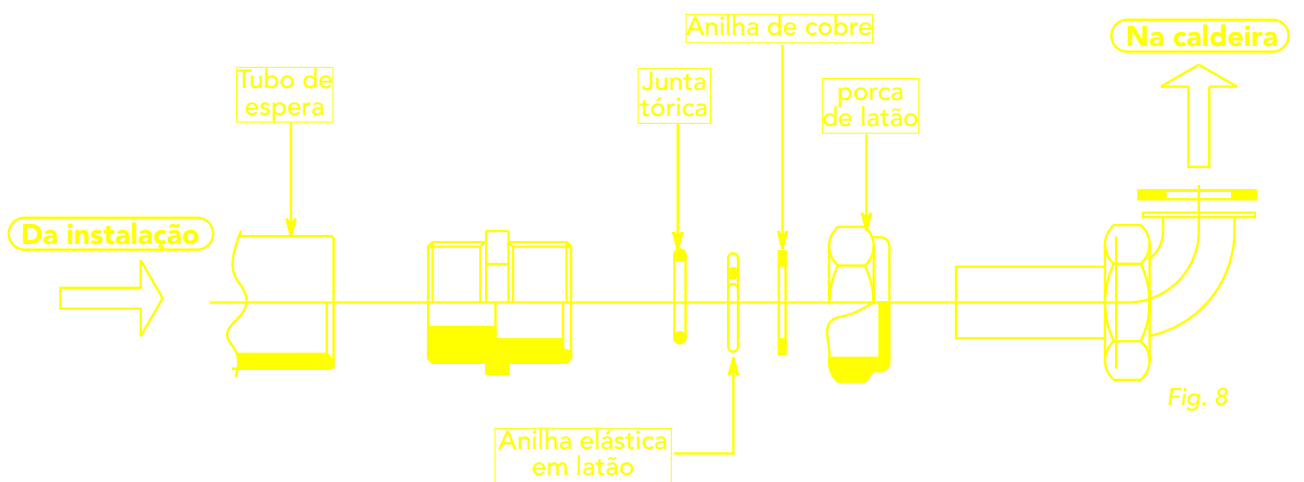 Anilha de cobre
Na caldeira
Tubo de
espera
Junta
tórica
porca
de latão
Da instalação
Fig. 8
Anilha elástica
em latão